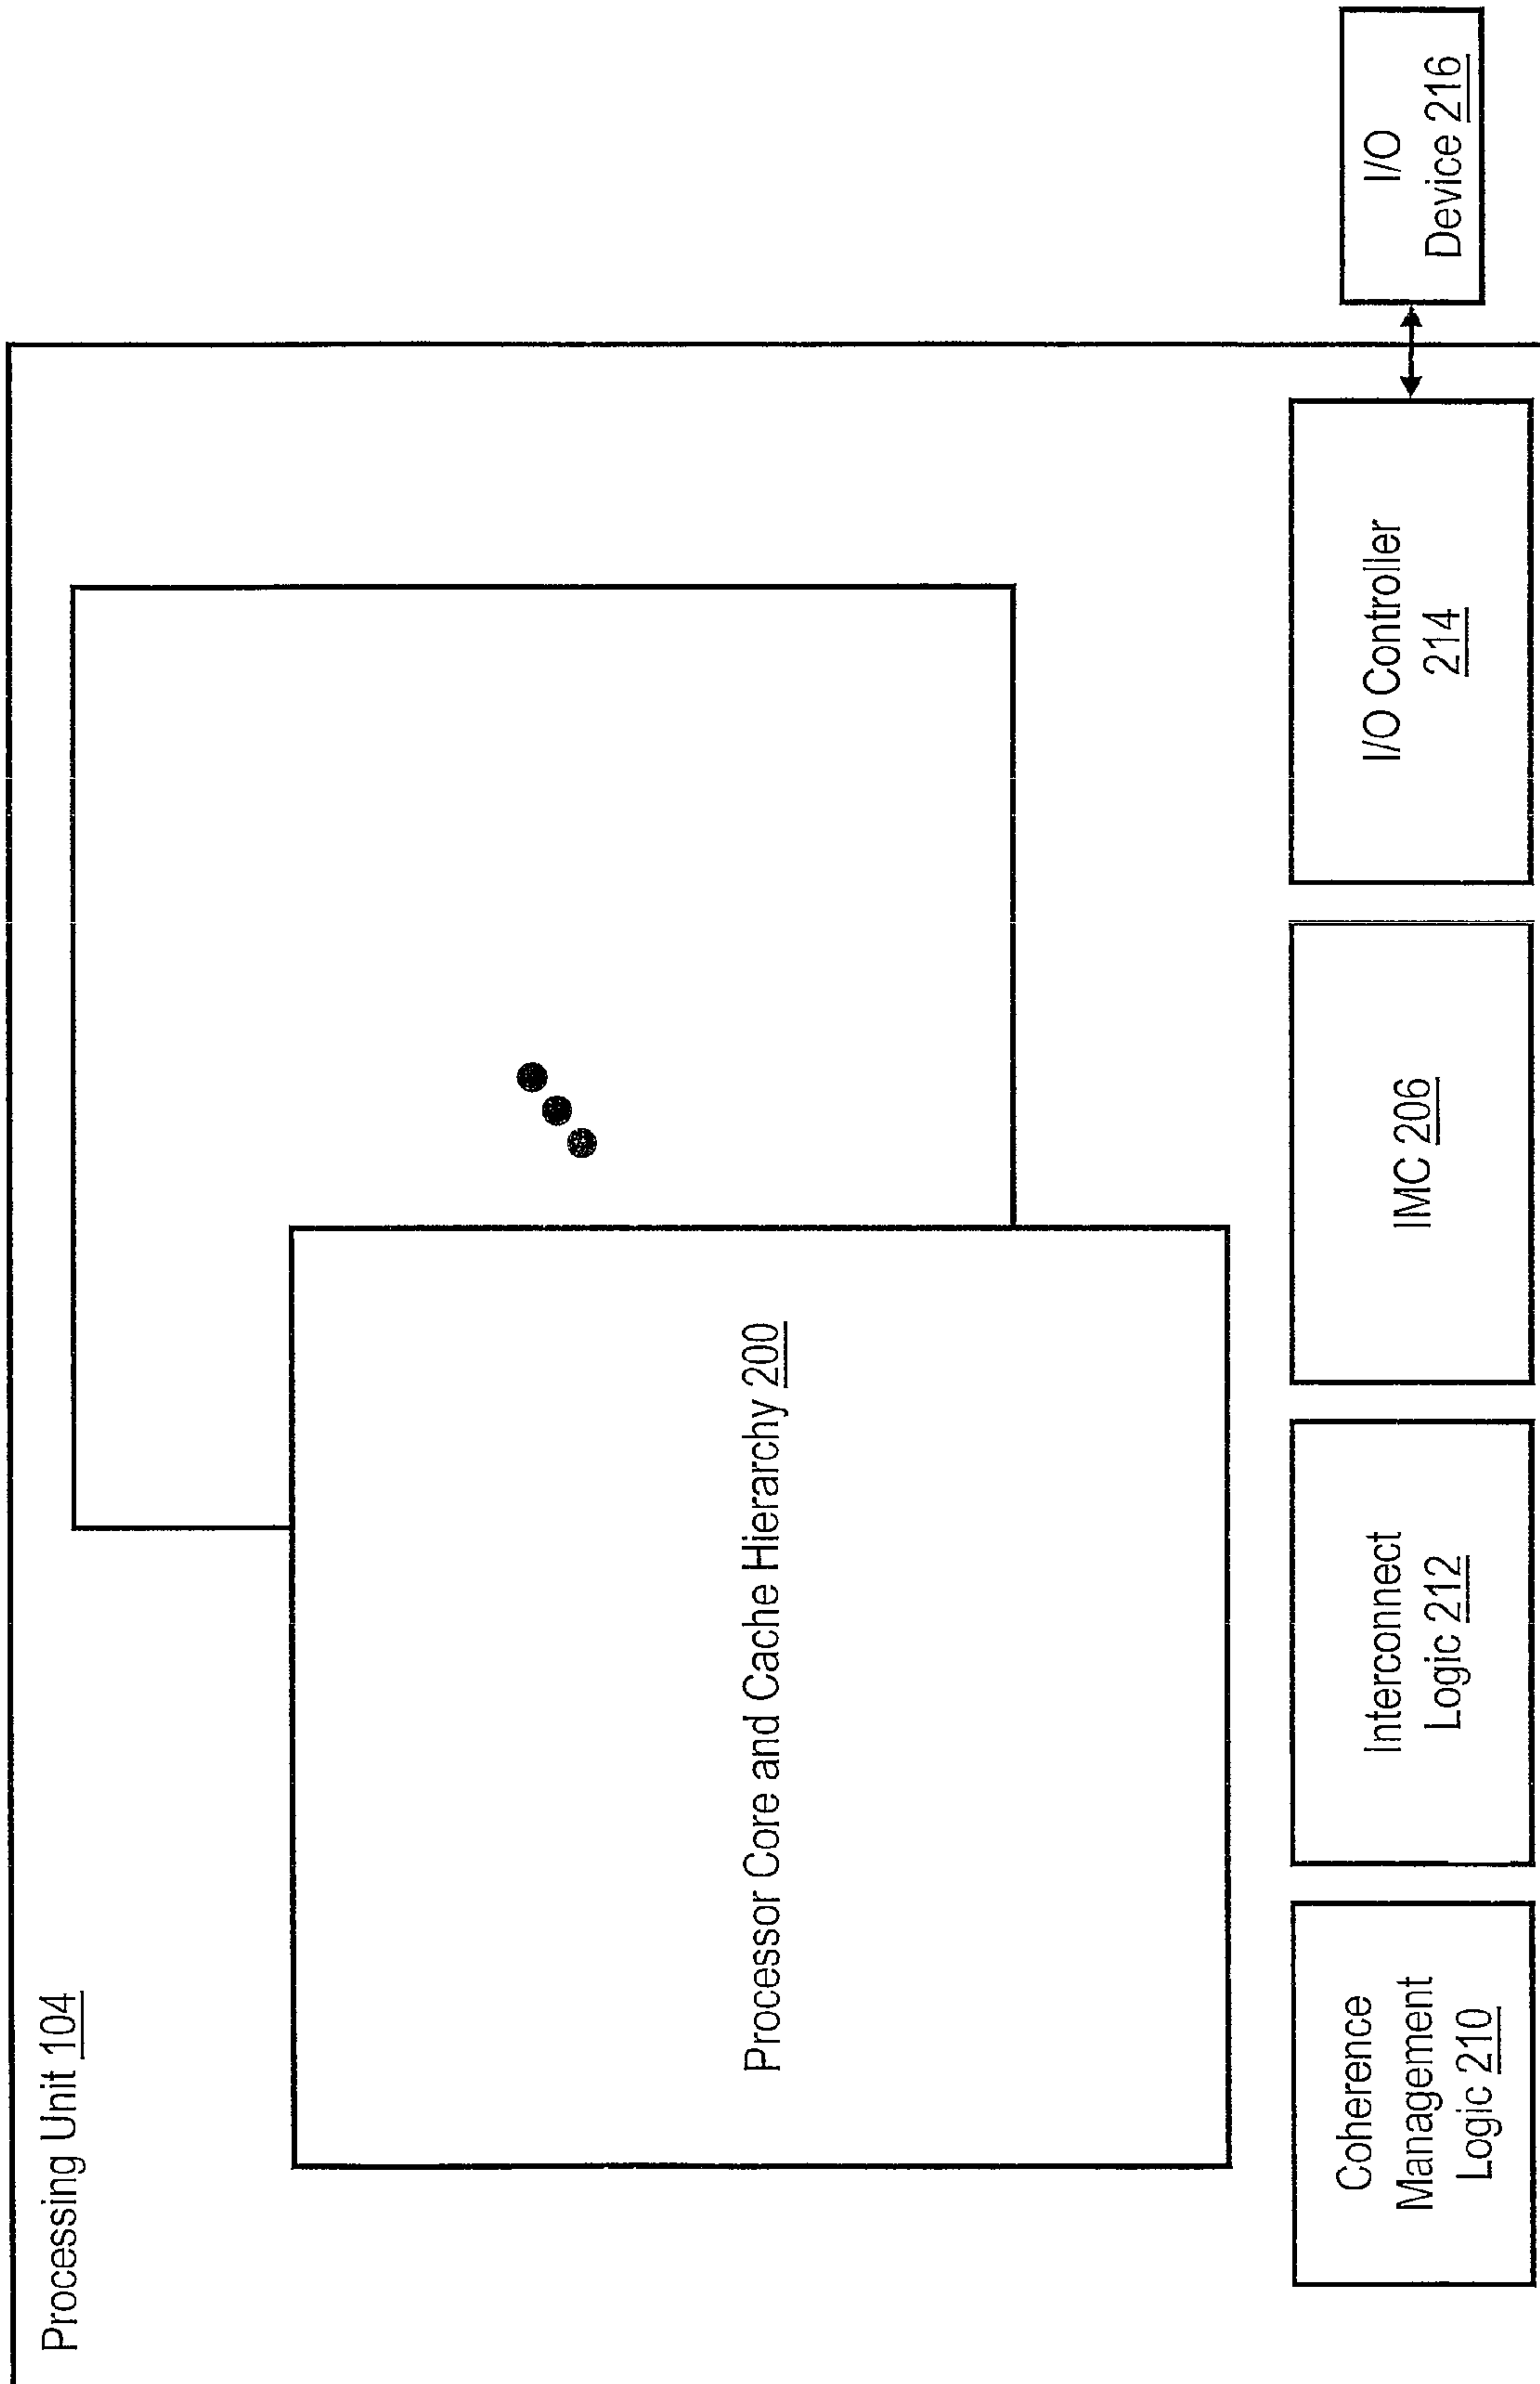 Processing Unit 104
Processor Core and Cache Hierarchy 200
Coherence
Management
Logic 210
Interconnect
Logic 212
IMC 206
I/O Controller
214
I/O
Device 216